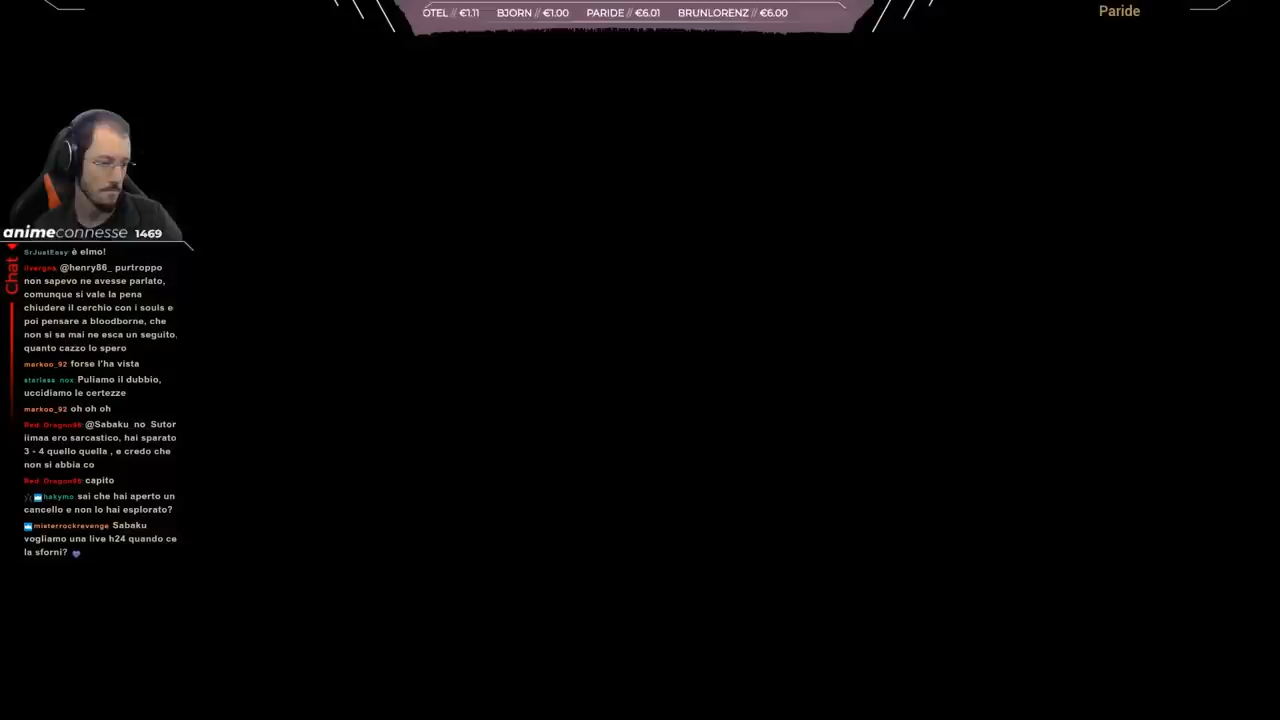 OTEL // €1.11 BJORN // €1.00 PARIDE // €6.01 BRUNLORENZ // €6.00
Paride
animeconnesse 1469
Chat
SrJustEasy è elmo!
ilvergna @henry86_ purtroppo
non sapevo ne avesse parlato,
comunque si vale la pena
chiudere il cerchio con i souls e
poi pensare a bloodborne, che
non si sa mai ne esca un seguito,
quanto cazzo lo spero
markoo_92 forse l'ha vista
starless nox Puliamo il dubbio,
uccidiamo le certezze
markoo_92 oh oh oh
@Sabaku no Sutor
iimaa ero sarcastico, hai sparato
3 - 4 quello quella , e credo che
non si abbia co
capito
hakymo sai che hai aperto un
cancello e non lo hai esplorato?
misterrockrevenge Sabaku
vogliamo una live h24 quando ce
la sforni?